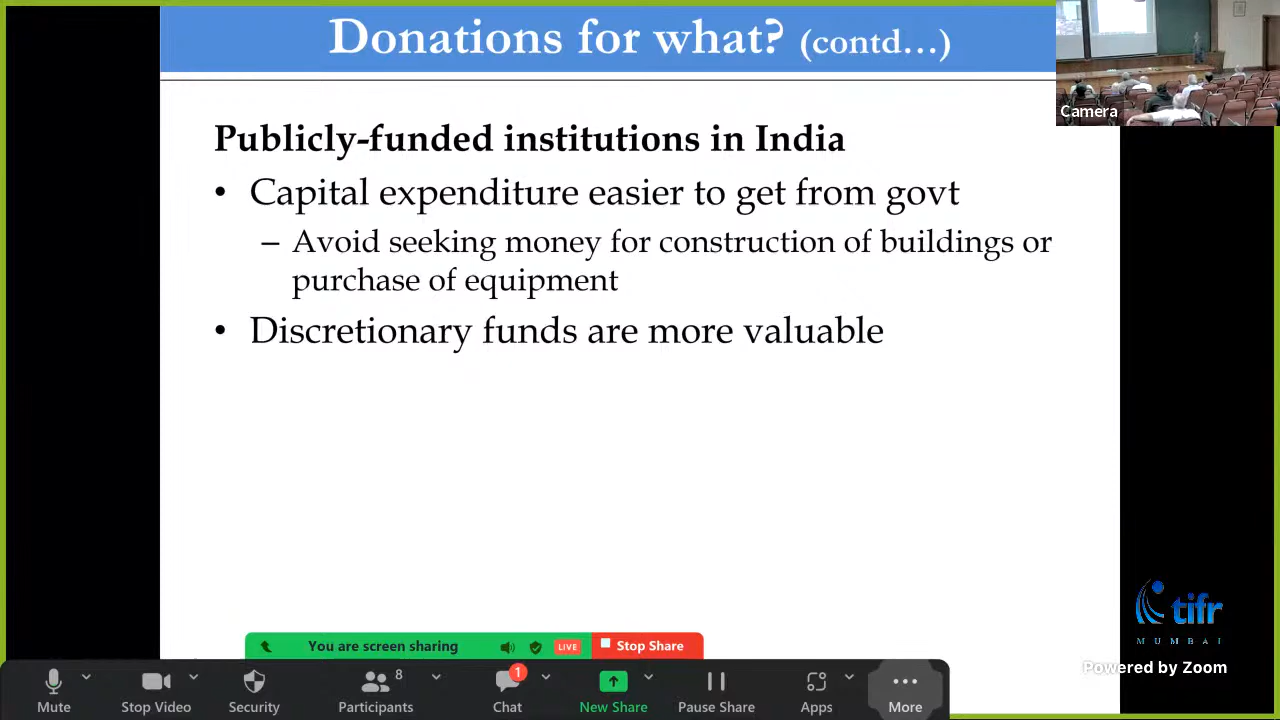 Donations for what? (contd...)
Camera
Publicly-funded institutions in India
• Capital expenditure easier to get from govt
– Avoid seeking money for construction of buildings or
purchase of equipment
• Discretionary funds are more valuable
tifr
MUMBAI
Powered by Zoom
You are screen sharing LIVE Stop Share
Mute Stop Video Security Participants 8 Chat 1 New Share Pause Share Apps More